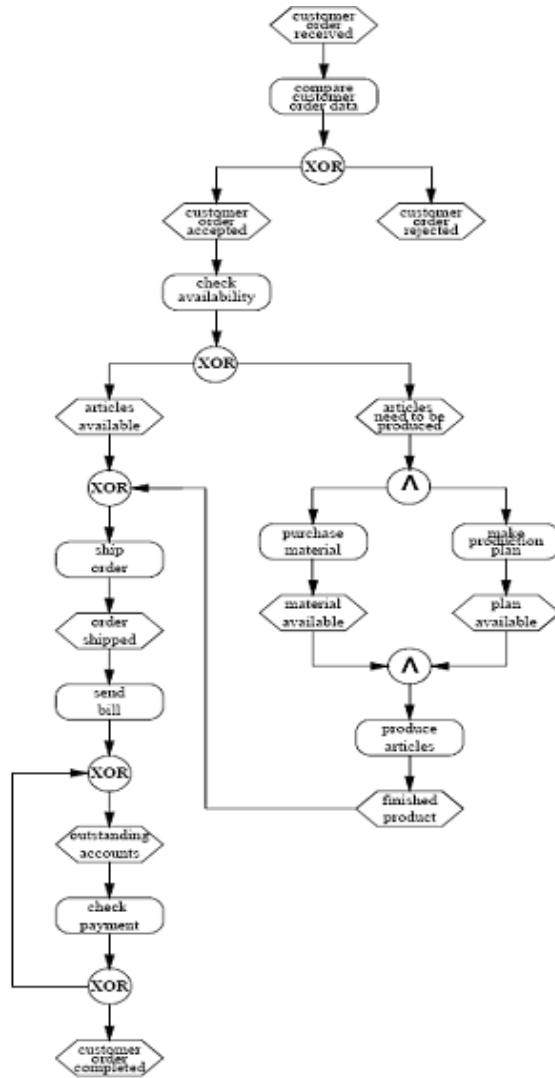 customer
order
received
compare
customer
order data
XOR
customer
order
accepted
customer
order
rejected
check
availability
XOR
articles
available
articles
need to be
produced
XOR
Λ
ship
order
purchase
material
make
production
plan
order
shipped
material
available
plan
available
send
bill
Λ
produce
articles
XOR
finished
product
outstanding
accounts
check
payment
XOR
customer
order
completed